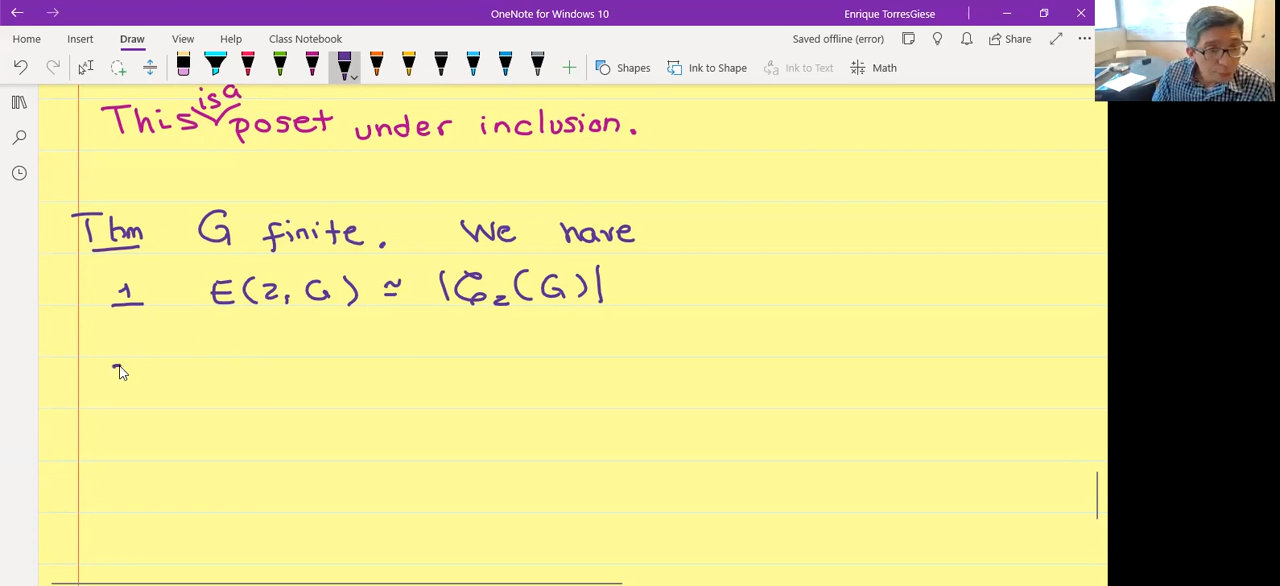 OneNote for Windows 10
Enrique TorresGiese
Home Insert Draw View Help Class Notebook
Saved offline (error) Share
Shapes Ink to Shape Ink to Text Math
is a
This poset under inclusion.
Thm G finite. We have
1 E(2, G) ≃ |𝒞₂(G)|